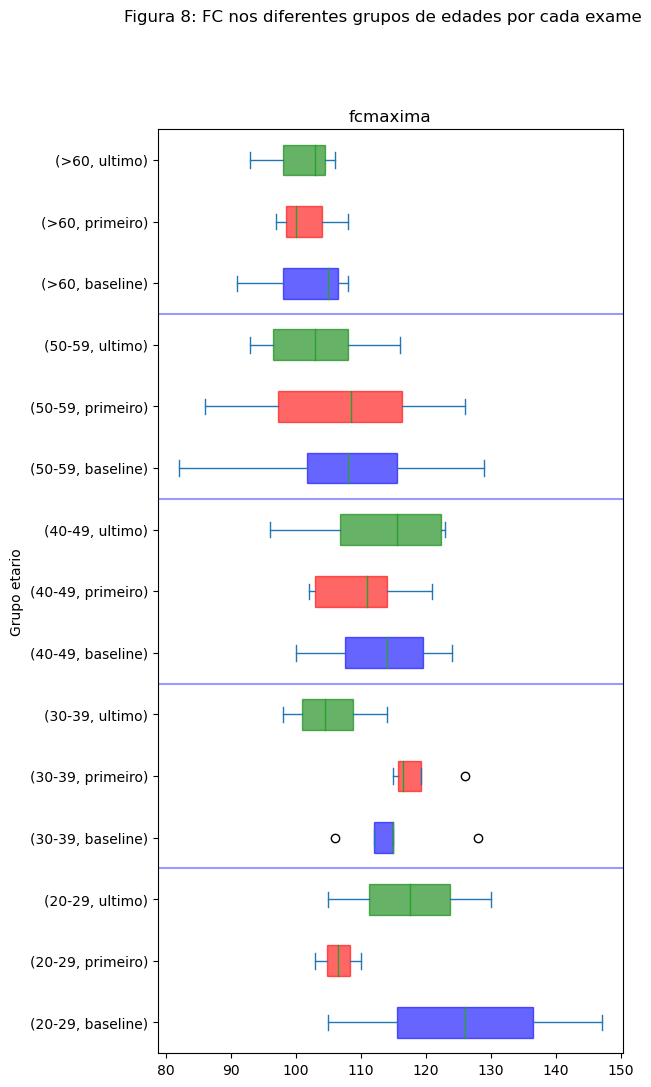 Figura 8: FC nos diferentes grupos de edades por cada exame
fcmaxima
(>60, ultimo)
(>60, primeiro)
(>60, baseline)
(50-59, ultimo)
(50-59, primeiro)
(50-59, baseline)
(40-49, ultimo)
(40-49, primeiro)
(40-49, baseline)
(30-39, ultimo)
(30-39, primeiro)
(30-39, baseline)
(20-29, ultimo)
(20-29, primeiro)
(20-29, baseline)
Grupo etario
80 90 100 110 120 130 140 150